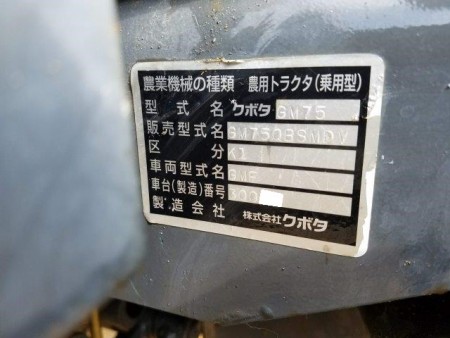 農業機械の種類 農用トラクタ(乗用型)
型式名 クボタ GM75
販売型式名
区分 K1
車両型式名
車台(製造)番号 300
製造会社 株式会社クボタ